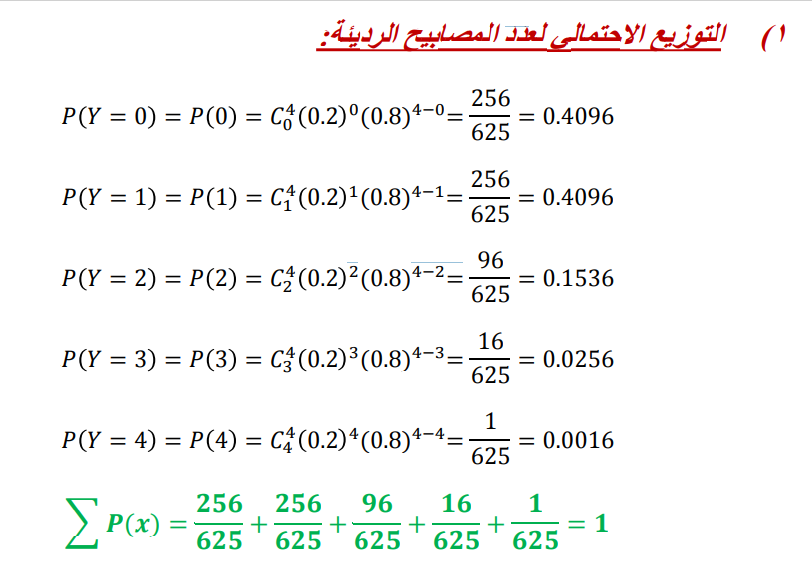 ١) التوزيع الاحتمالي لعدد المصابيح الرديئة:
P(Y = 0) = P(0) = C₀⁴(0.2)⁰(0.8)⁴⁻⁰= 256/625 = 0.4096
P(Y = 1) = P(1) = C₁⁴(0.2)¹(0.8)⁴⁻¹= 256/625 = 0.4096
P(Y = 2) = P(2) = C₂⁴(0.2)²(0.8)⁴⁻²= 96/625 = 0.1536
P(Y = 3) = P(3) = C₃⁴(0.2)³(0.8)⁴⁻³= 16/625 = 0.0256
P(Y = 4) = P(4) = C₄⁴(0.2)⁴(0.8)⁴⁻⁴= 1/625 = 0.0016
∑ P(x) = 256/625 + 256/625 + 96/625 + 16/625 + 1/625 = 1